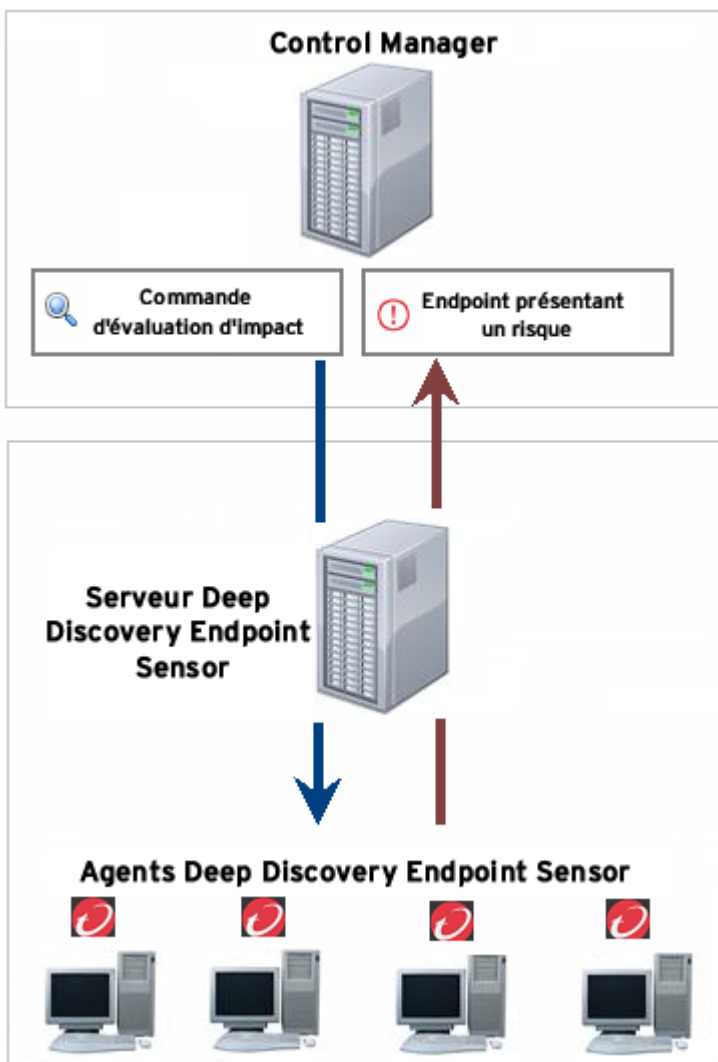 Control Manager
Commande
d'évaluation d'impact
Endpoint présentant
un risque
Serveur Deep
Discovery Endpoint
Sensor
Agents Deep Discovery Endpoint Sensor